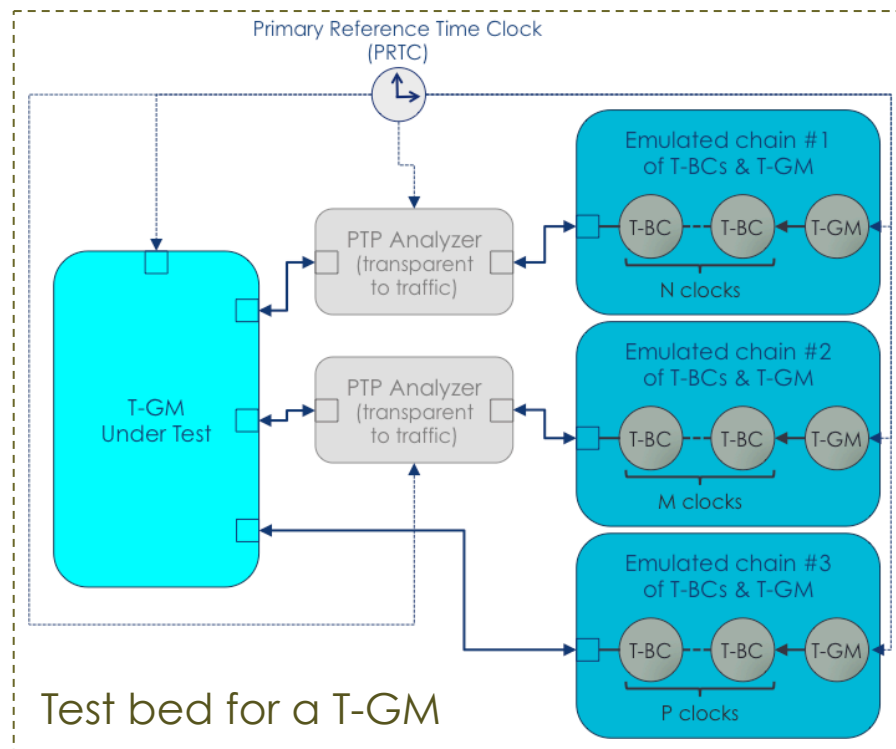 Primary Reference Time Clock
(PRTC)
Emulated chain #1
of T-BCs & T-GM
T-BC
T-BC
T-GM
N clocks
PTP Analyzer
(transparent
to traffic)
Emulated chain #2
of T-BCs & T-GM
T-BC
T-BC
T-GM
M clocks
PTP Analyzer
(transparent
to traffic)
T-GM
Under Test
Emulated chain #3
of T-BCs & T-GM
T-BC
T-BC
T-GM
P clocks
Test bed for a T-GM